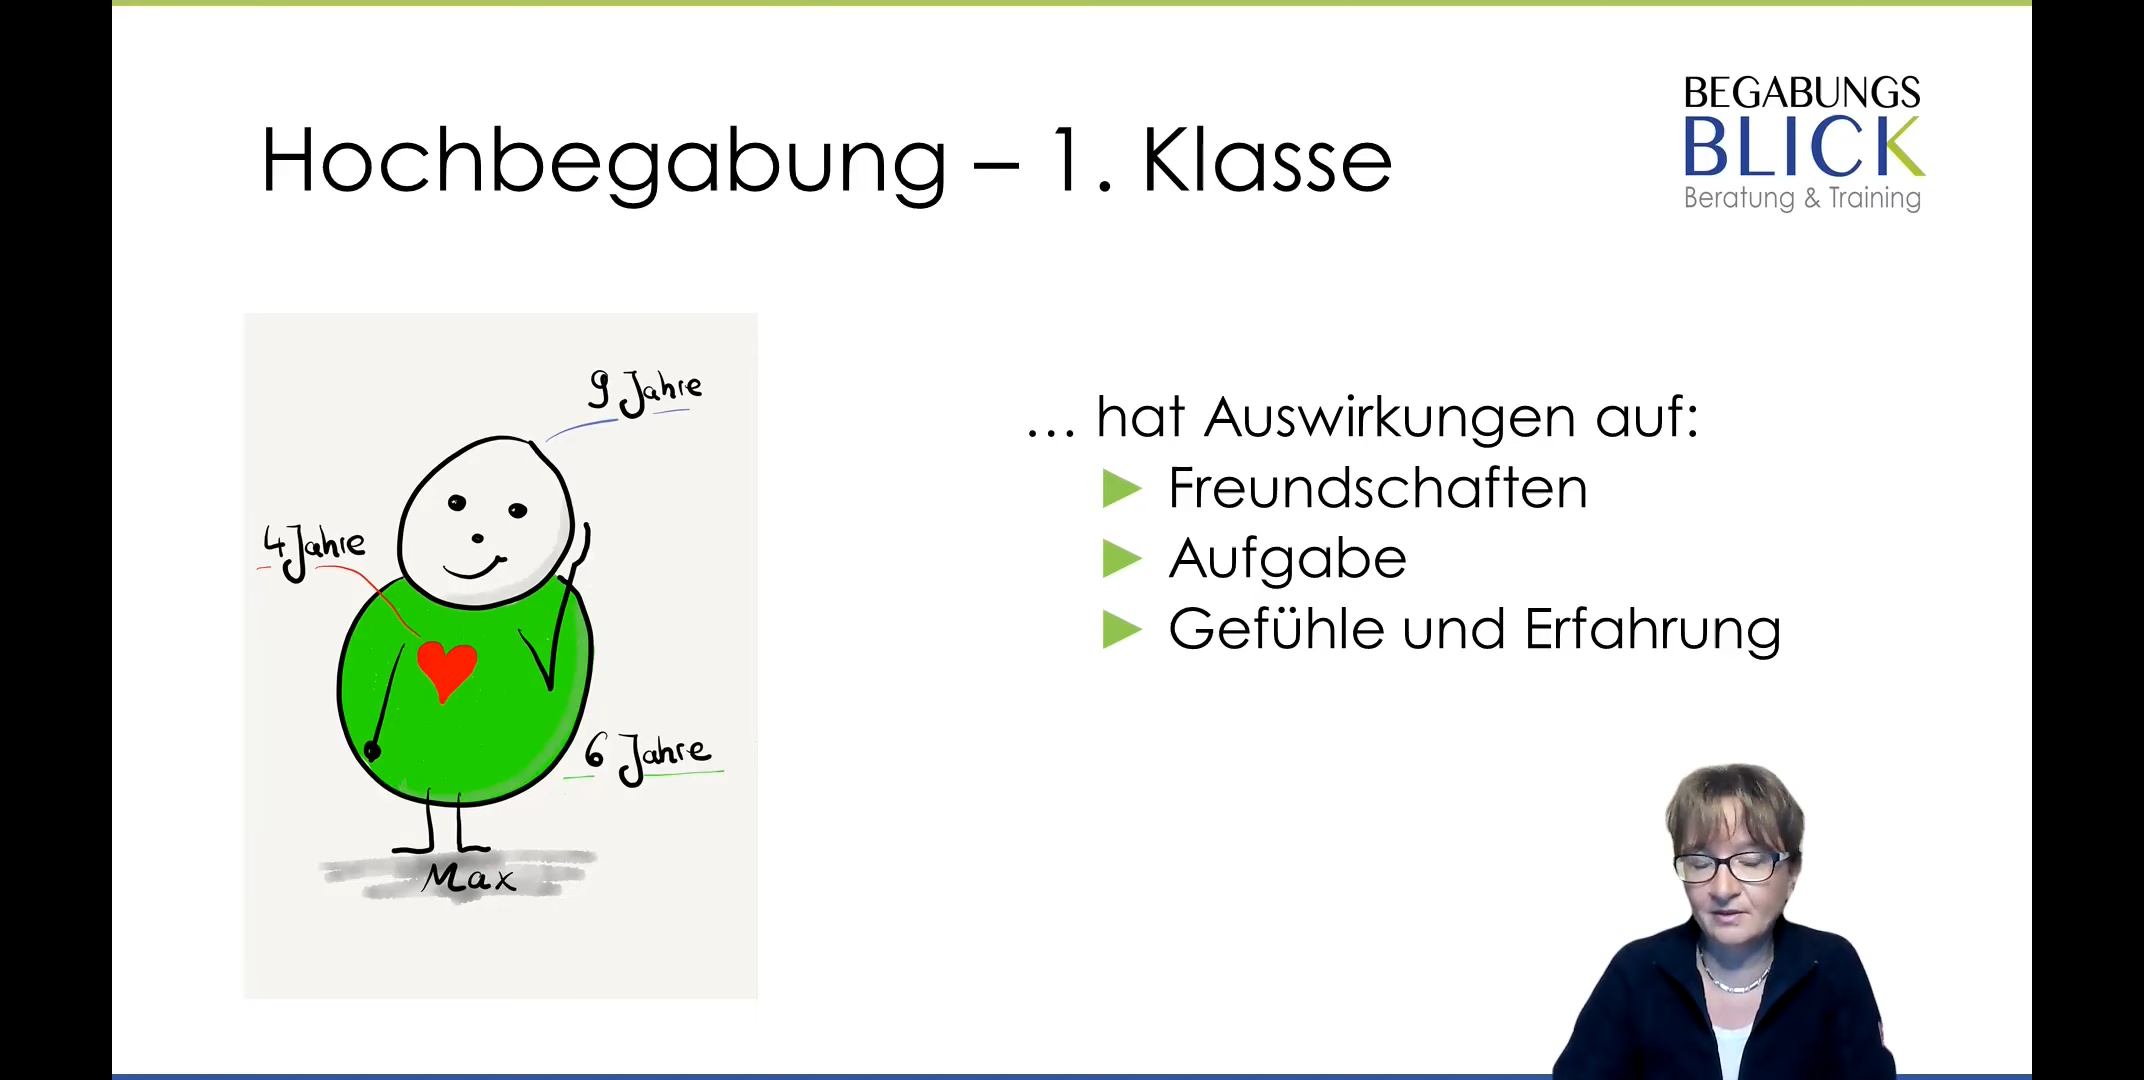 Hochbegabung – 1. Klasse
BEGABUNGS
BLICK
Beratung & Training
9 Jahre
4 Jahre
6 Jahre
Max
… hat Auswirkungen auf:
► Freundschaften
► Aufgabe
► Gefühle und Erfahrung